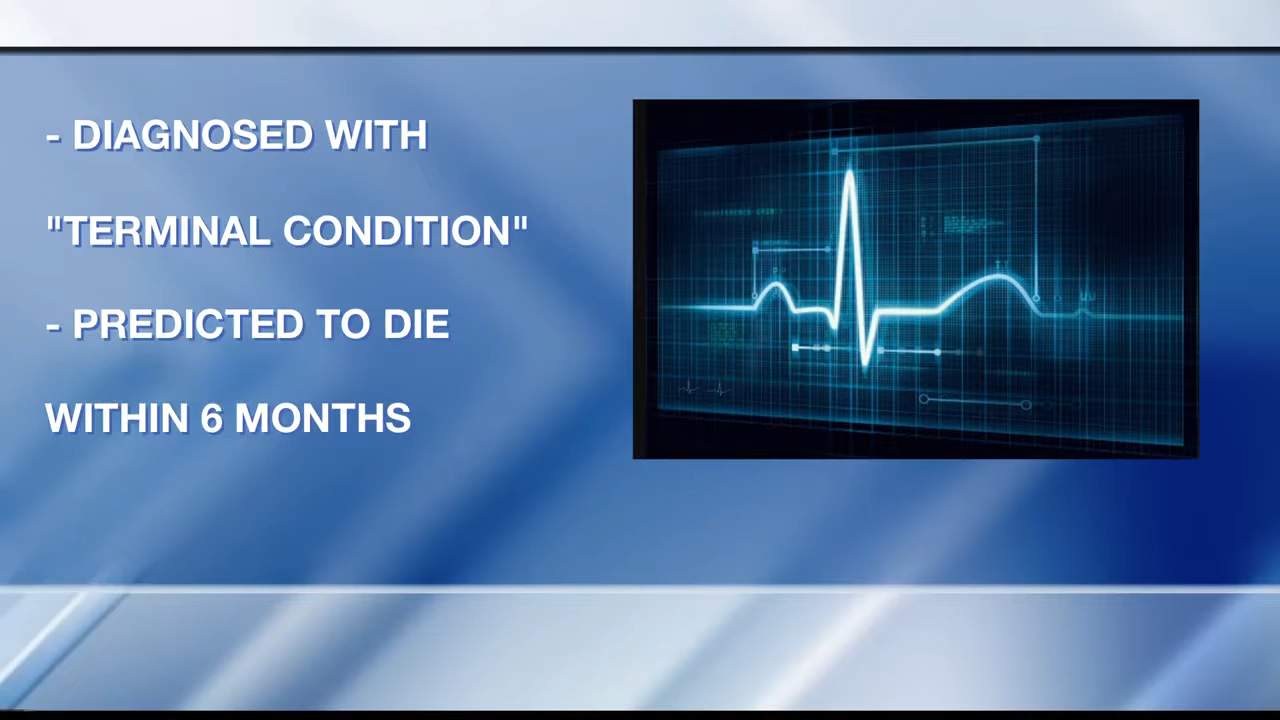 - DIAGNOSED WITH
"TERMINAL CONDITION"
- PREDICTED TO DIE
WITHIN 6 MONTHS